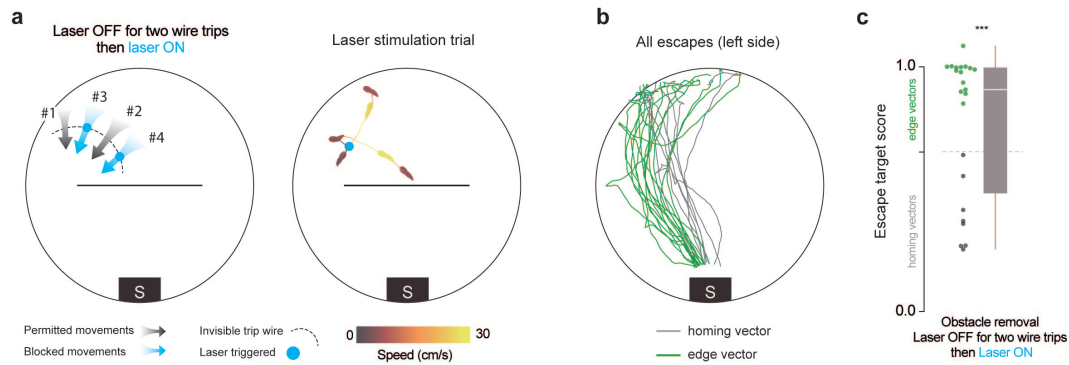 a
Laser OFF for two wire trips
then laser ON
#1
#3
#2
#4
S
Permitted movements
Blocked movements
Invisible trip wire
Laser triggered
Laser stimulation trial
S
0
30
Speed (cm/s)
b
All escapes (left side)
S
homing vector
edge vector
c
***
1.0
0.0
Escape target score
edge vectors
homing vectors
Obstacle removal
Laser OFF for two wire trips
then Laser ON